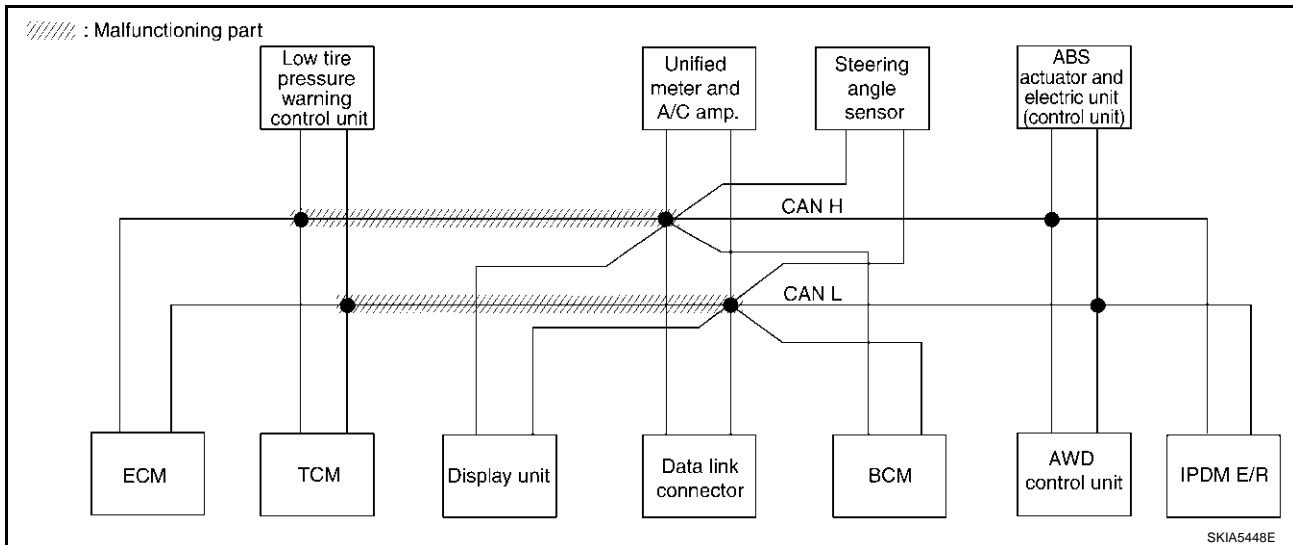 : Malfunctioning part
Low tire
pressure
warning
control unit
Unified
meter and
A/C amp.
Steering
angle
sensor
ABS
actuator and
electric unit
(control unit)
CAN H
CAN L
ECM
TCM
Display unit
Data link
connector
BCM
AWD
control unit
IPDM E/R
SKIA5448E